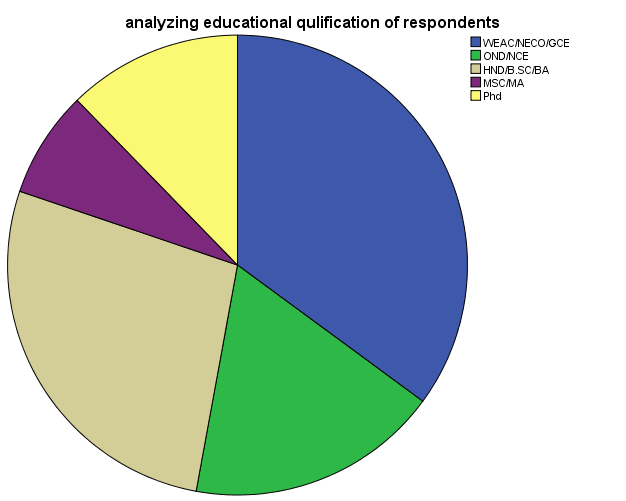 analyzing educational qulification of respondents
WEAC/NECO/GCE
OND/NCE
HND/B.SC/BA
MSC/MA
Phd